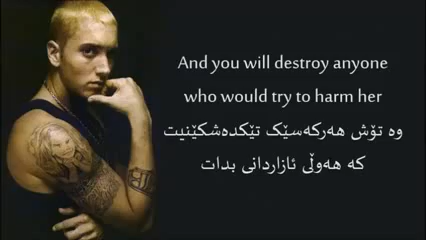 And you will destroy anyone
who would try to harm her
وە تۆش هەرکەسێک تێکدەشکێنیت
کە هەوڵی ئازاردانی بدات